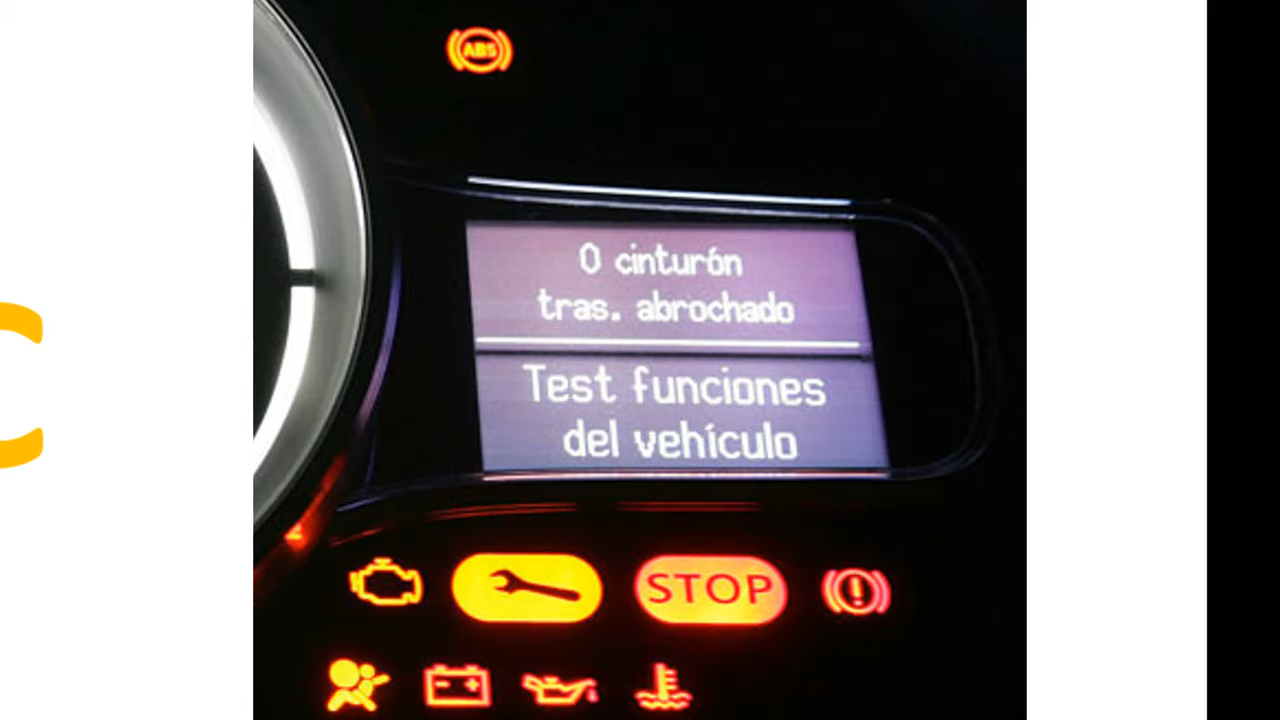 ABS
0 cinturón
tras. abrochado
Test funciones
del vehículo
STOP